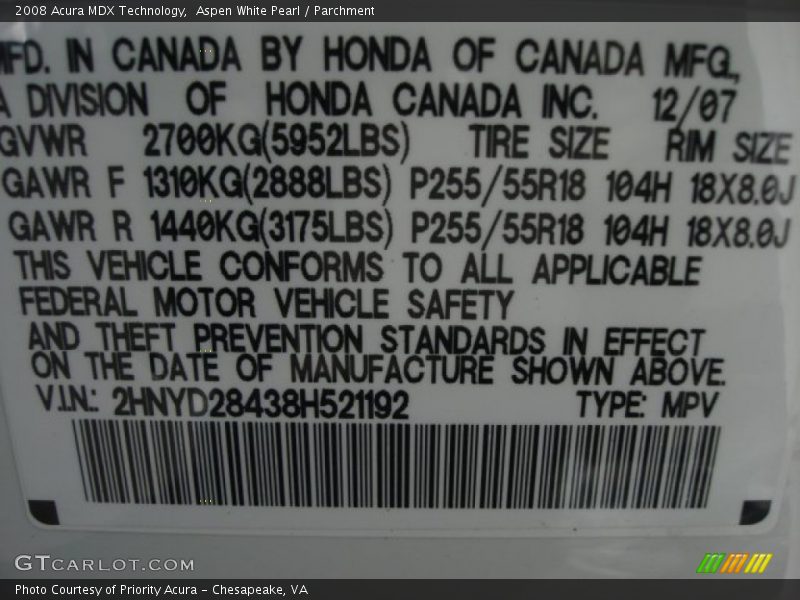 2008 Acura MDX Technology,  Aspen White Pearl / Parchment
MFD. IN CANADA BY HONDA OF CANADA MFG.,
A DIVISION OF HONDA CANADA INC. 12/07
GVWR 2700KG(5952LBS) TIRE SIZE RIM SIZE
GAWR F 1310KG(2888LBS) P255/55R18 104H 18X8.0J
GAWR R 1440KG(3175LBS) P255/55R18 104H 18X8.0J
THIS VEHICLE CONFORMS TO ALL APPLICABLE
FEDERAL MOTOR VEHICLE SAFETY
AND THEFT PREVENTION STANDARDS IN EFFECT
ON THE DATE OF MANUFACTURE SHOWN ABOVE.
V.I.N.: 2HNYD28438H521192 TYPE: MPV
GTCARLOT.COM
Photo Courtesy of Priority Acura - Chesapeake, VA